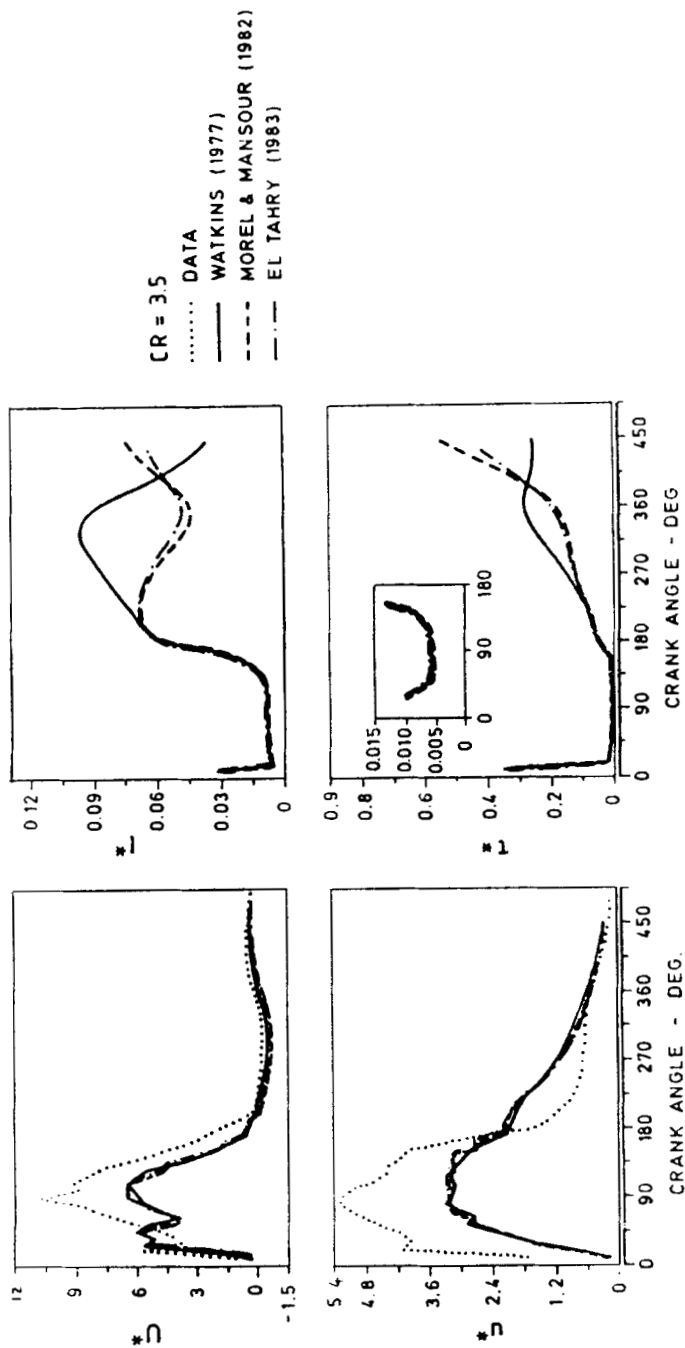 CR = 3.5
DATA
WATKINS (1977)
MOREL & MANSOUR (1982)
EL TAHRY (1983)
12
6
0
-1.5
U*
0.12
0.09
0.06
0.03
0
l*
5.4
4.8
3.6
2.4
1.2
0.
u*
0 90 180 270 360 450
CRANK ANGLE - DEG.
0.9
0.8
0.6
0.4
0.2
0
τ*
0.015
0.010
0.005
0
0 90 180
0 90 180 270 360 450
CRANK ANGLE - DEG